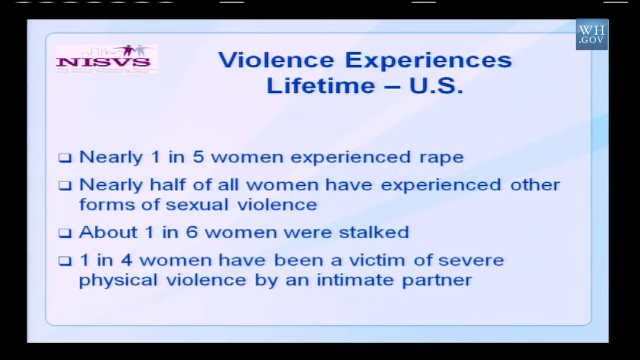 NISVS
WH
.GOV
Violence Experiences
Lifetime – U.S.
Nearly 1 in 5 women experienced rape
Nearly half of all women have experienced other
forms of sexual violence
About 1 in 6 women were stalked
1 in 4 women have been a victim of severe
physical violence by an intimate partner